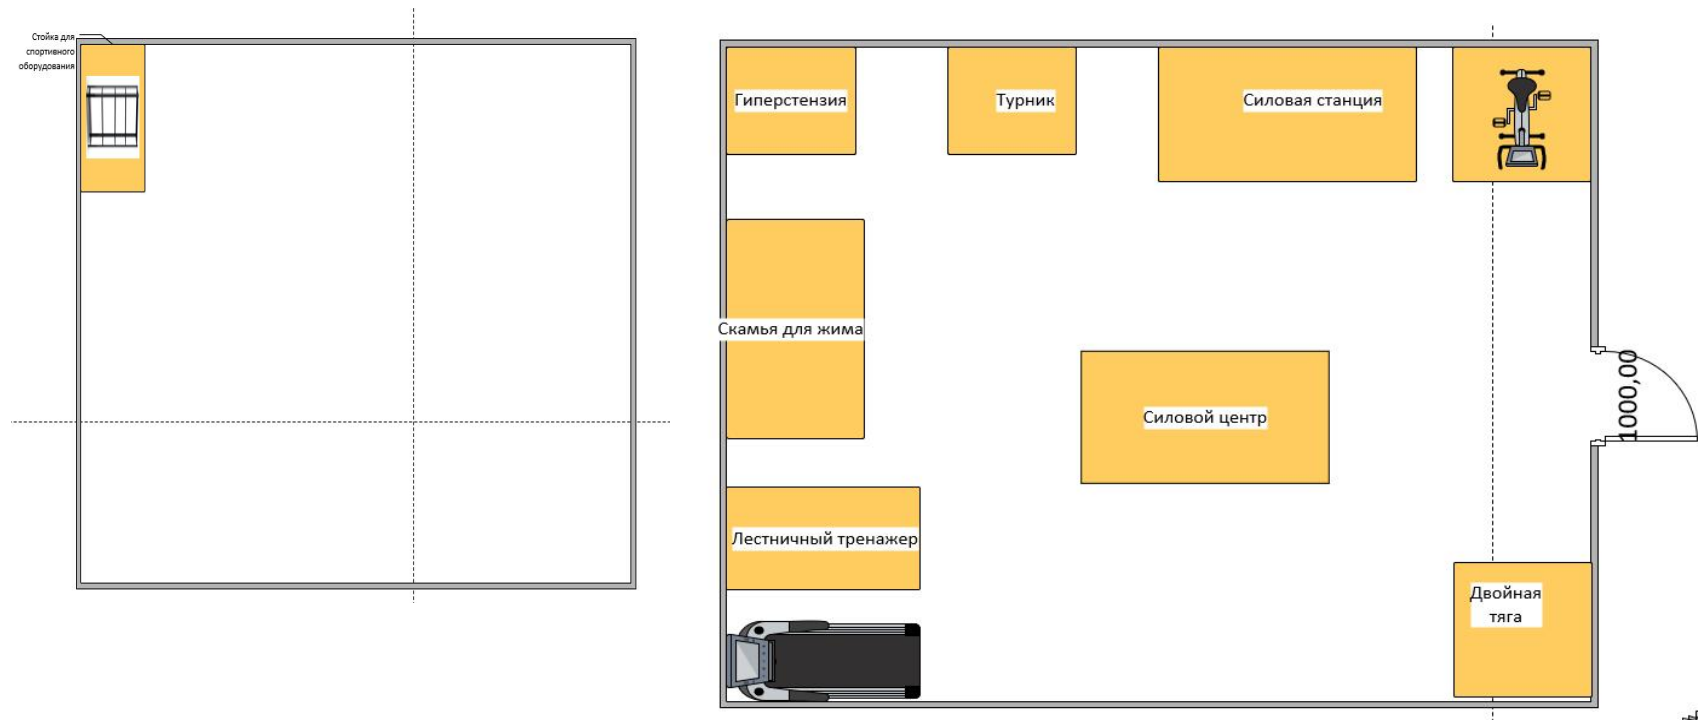 Стойка для
спортивного
оборудования
Гиперстензия
Турник
Силовая станция
Скамья для жима
1000,00
Силовой центр
Лестничный тренажер
Двойная
тяга